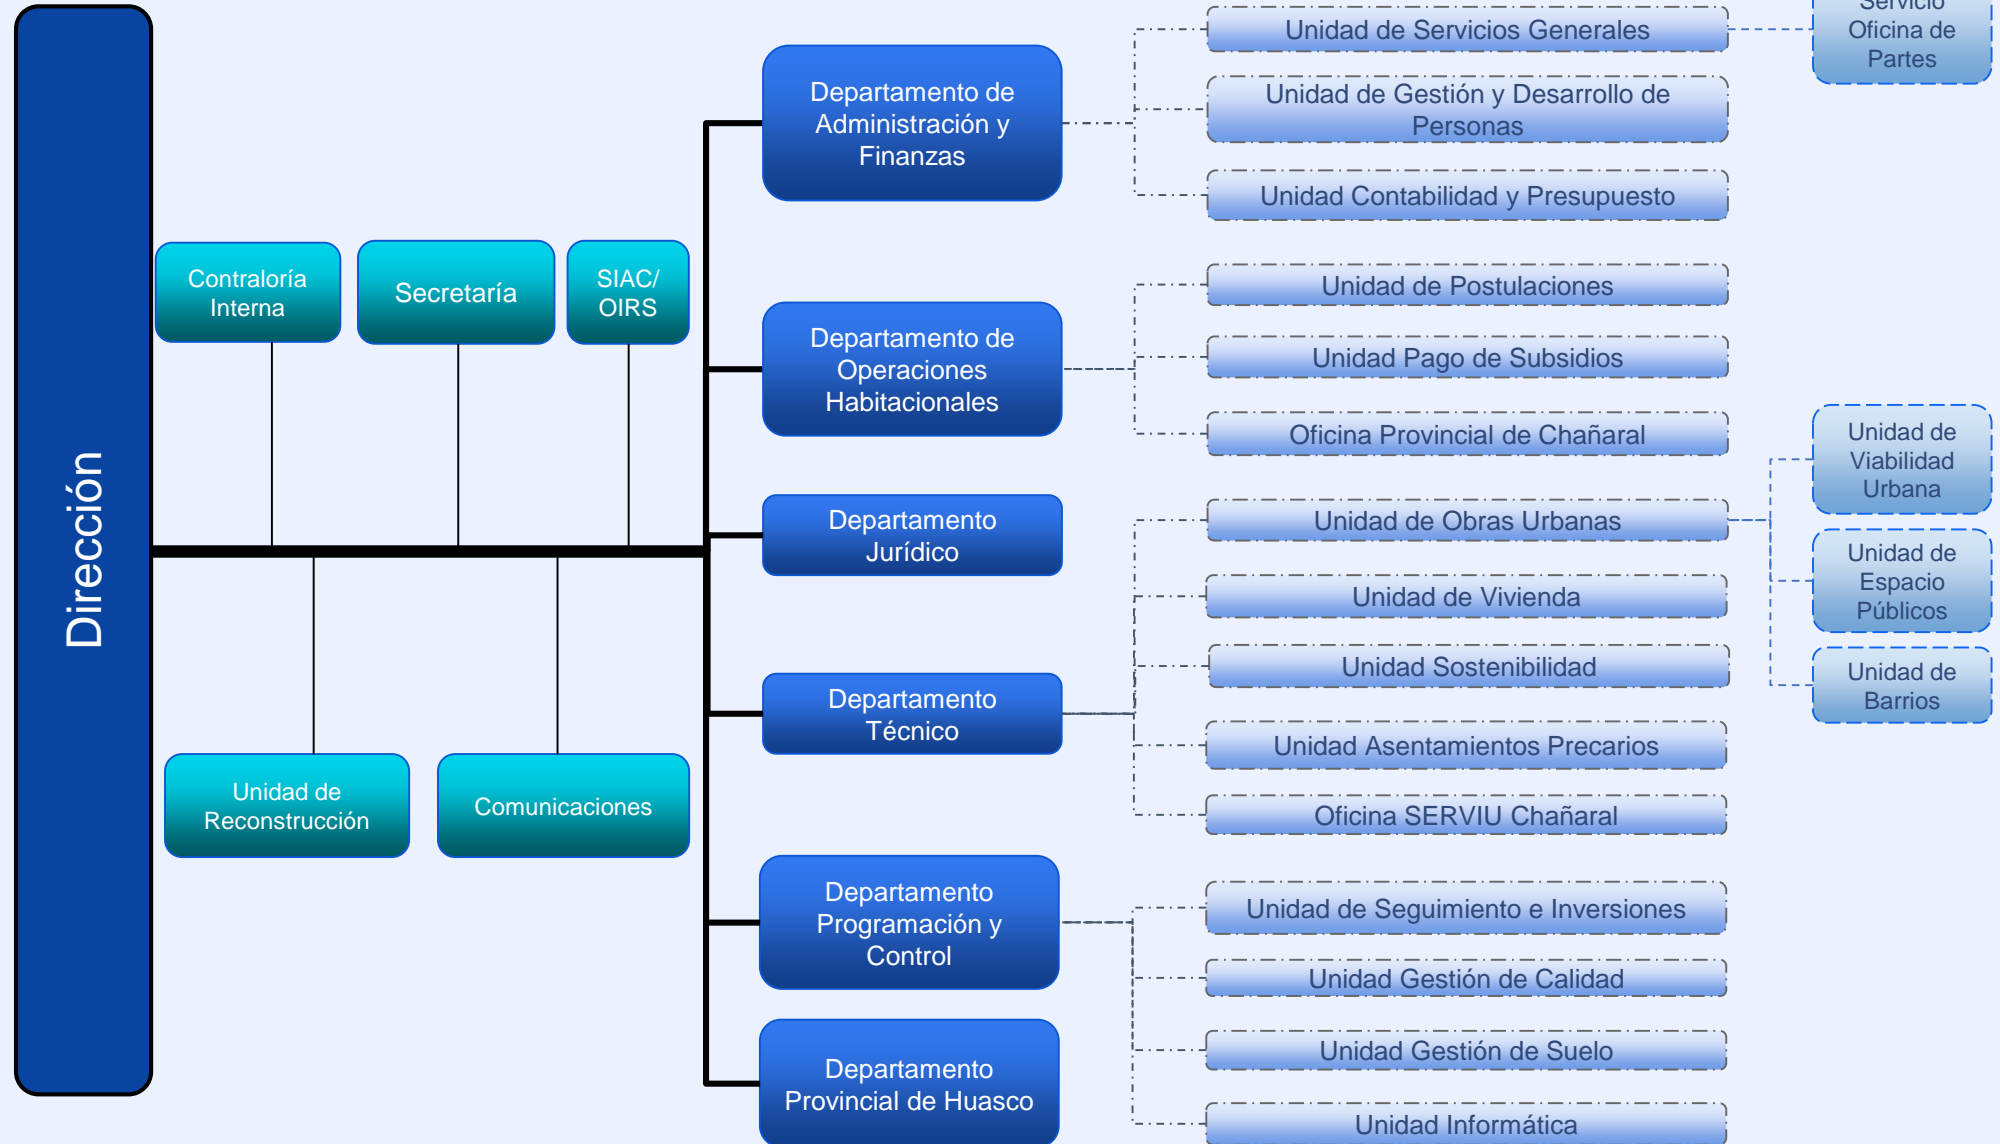 Dirección
Contraloría
Interna
Secretaría
SIAC/
OIRS
Unidad de
Reconstrucción
Comunicaciones
Departamento de
Administración y
Finanzas
Unidad de Servicios Generales
Servicio
Oficina de
Partes
Unidad de Gestión y Desarrollo de
Personas
Unidad Contabilidad y Presupuesto
Departamento de
Operaciones
Habitacionales
Unidad de Postulaciones
Unidad Pago de Subsidios
Oficina Provincial de Chañaral
Departamento
Jurídico
Departamento
Técnico
Unidad de Obras Urbanas
Unidad de
Viabilidad
Urbana
Unidad de
Espacio
Públicos
Unidad de
Barrios
Unidad de Vivienda
Unidad Sostenibilidad
Unidad Asentamientos Precarios
Oficina SERVIU Chañaral
Departamento
Programación y
Control
Unidad de Seguimiento e Inversiones
Unidad Gestión de Calidad
Unidad Gestión de Suelo
Unidad Informática
Departamento
Provincial de Huasco